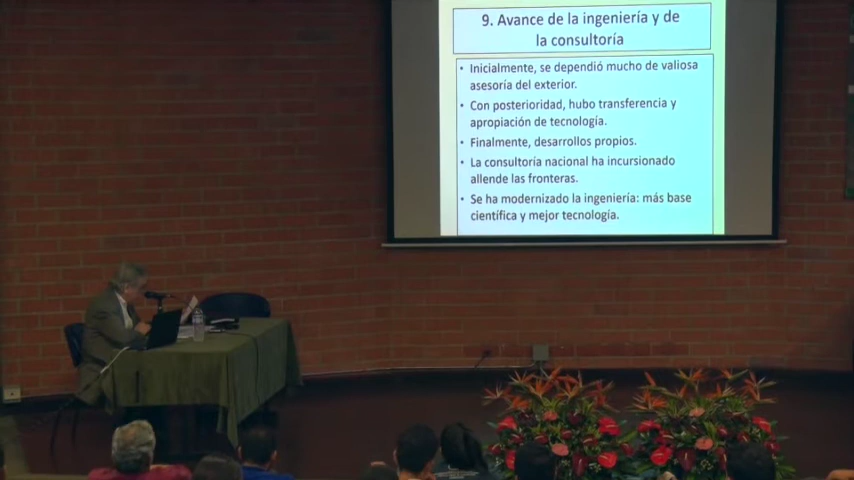 9. Avance de la ingeniería y de
la consultoría
• Inicialmente, se dependió mucho de valiosa
asesoría del exterior.
• Con posterioridad, hubo transferencia y
apropiación de tecnología.
• Finalmente, desarrollos propios.
• La consultoría nacional ha incursionado
allende las fronteras.
• Se ha modernizado la ingeniería: más base
científica y mejor tecnología.